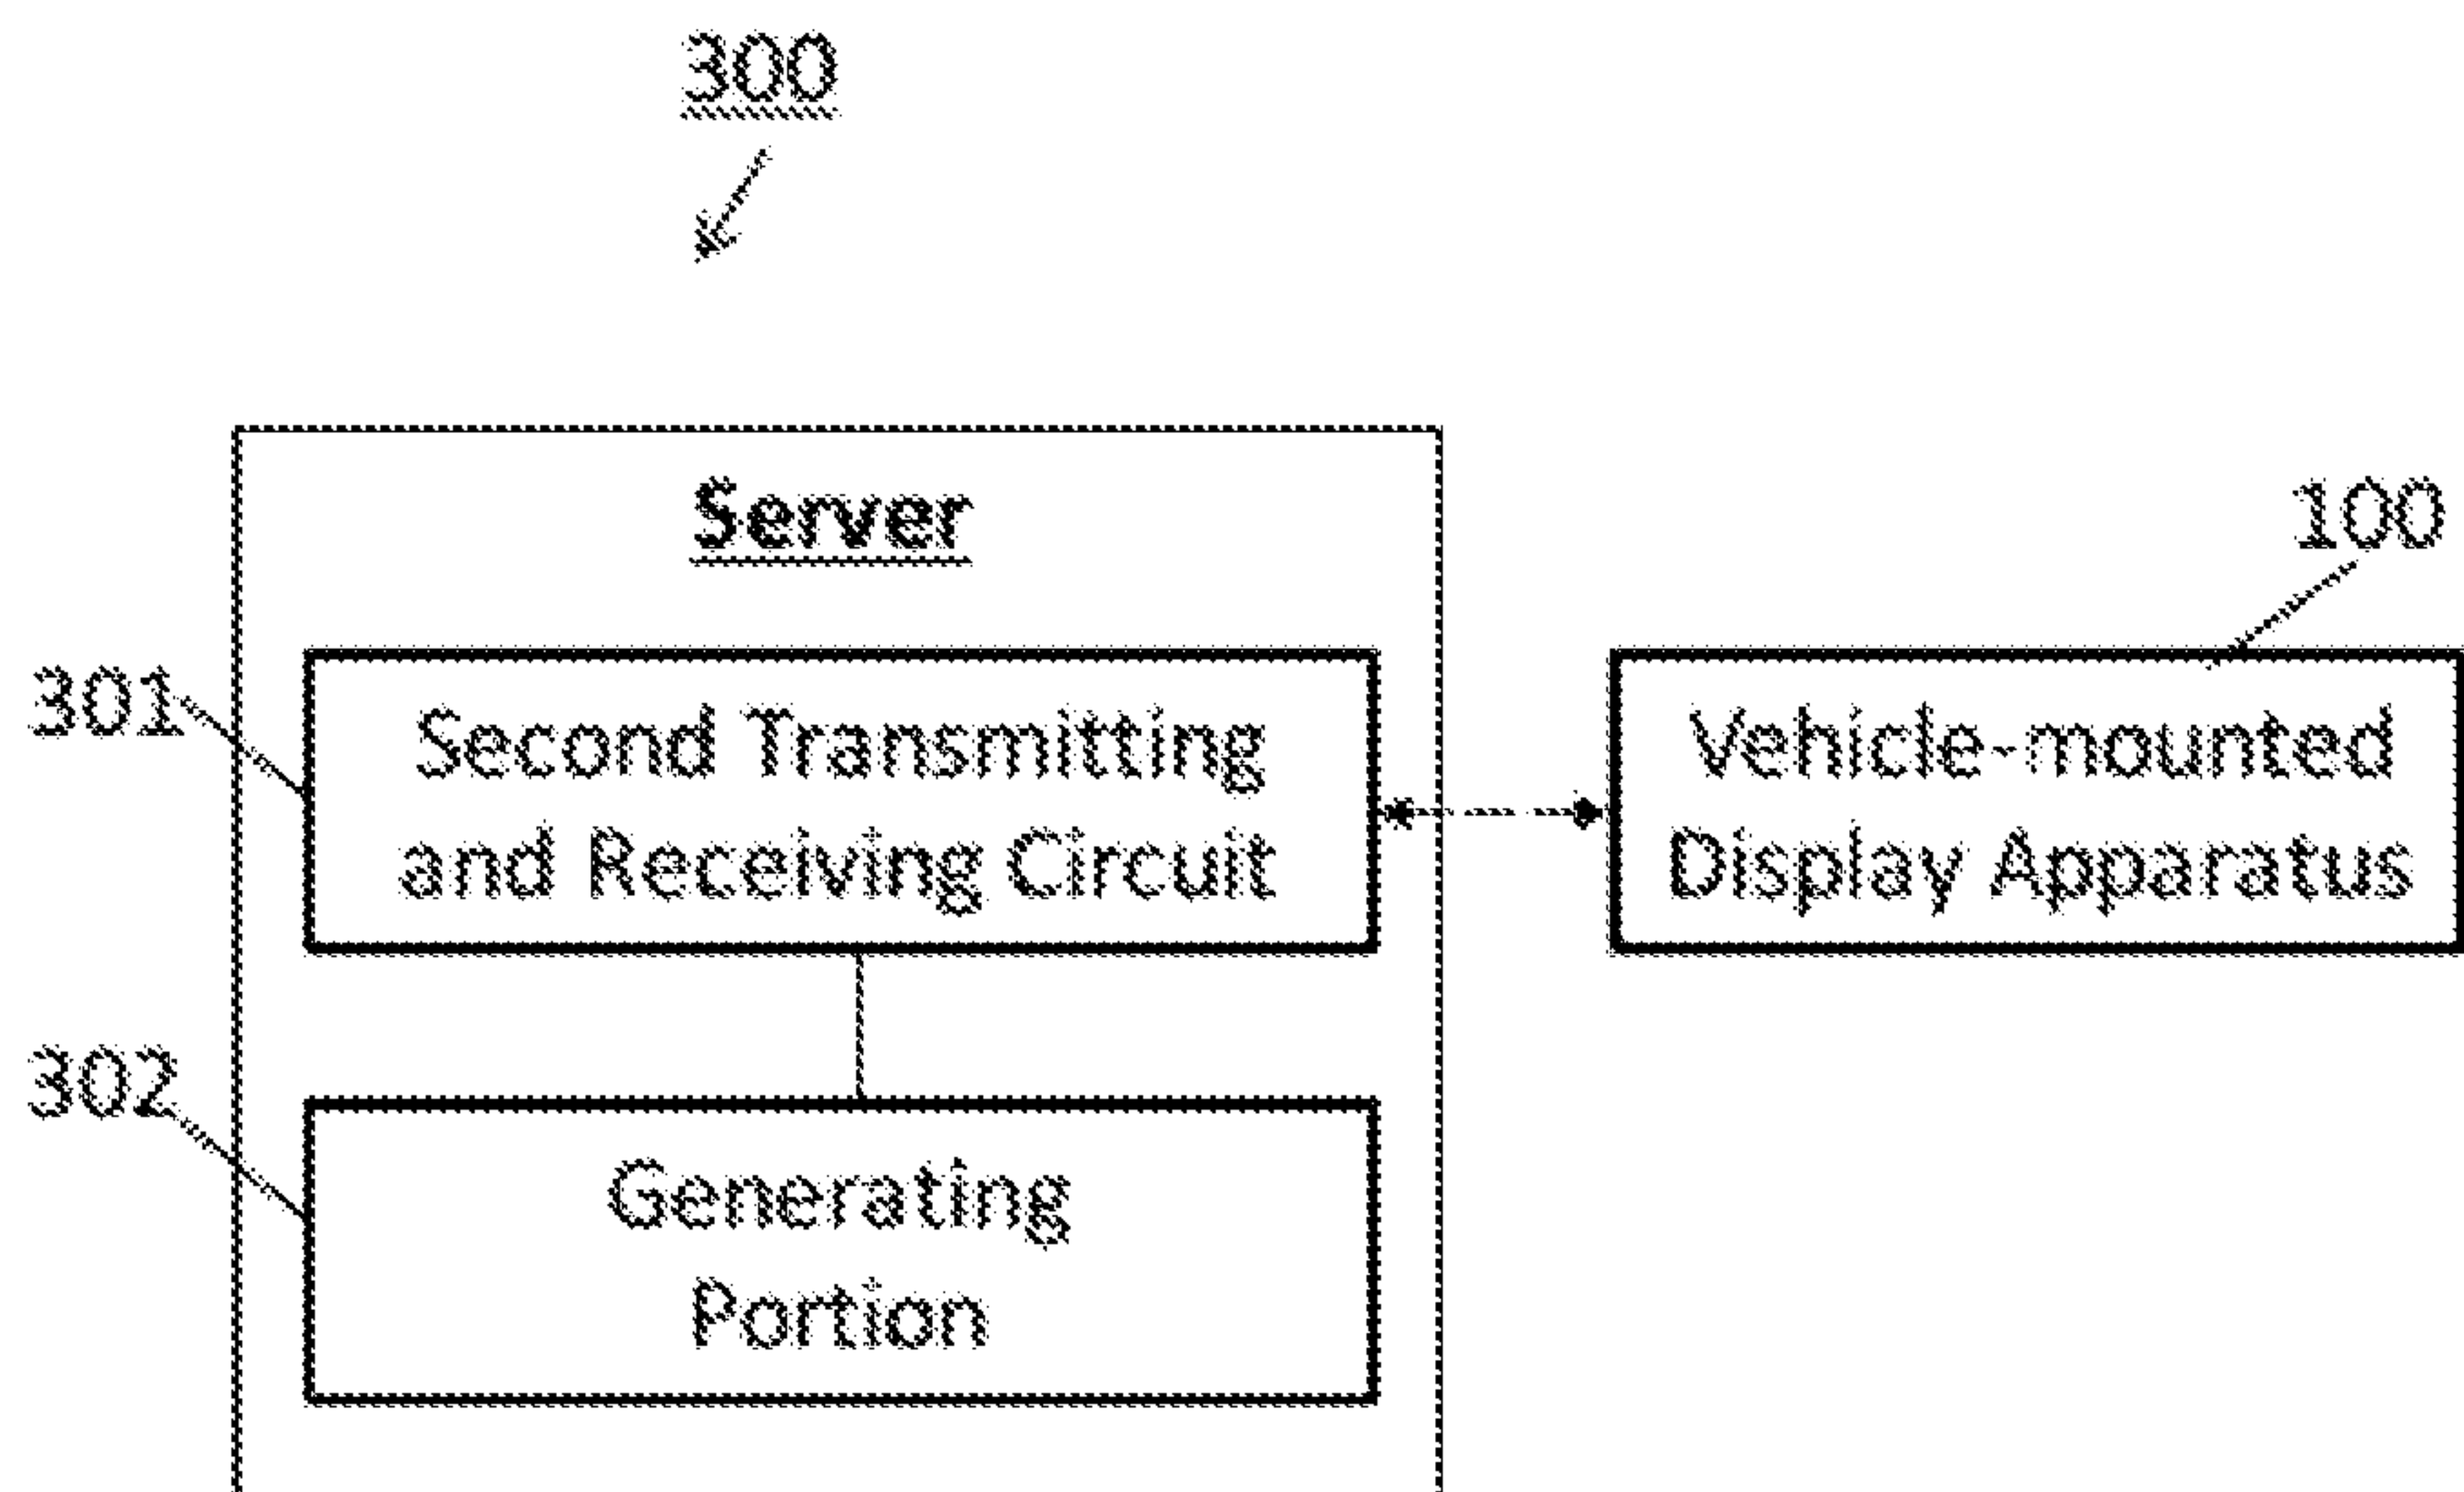 300
Server
100
301
Second Transmitting
and Receiving Circuit
Vehicle-mounted
Display Apparatus
302
Generating
Portion